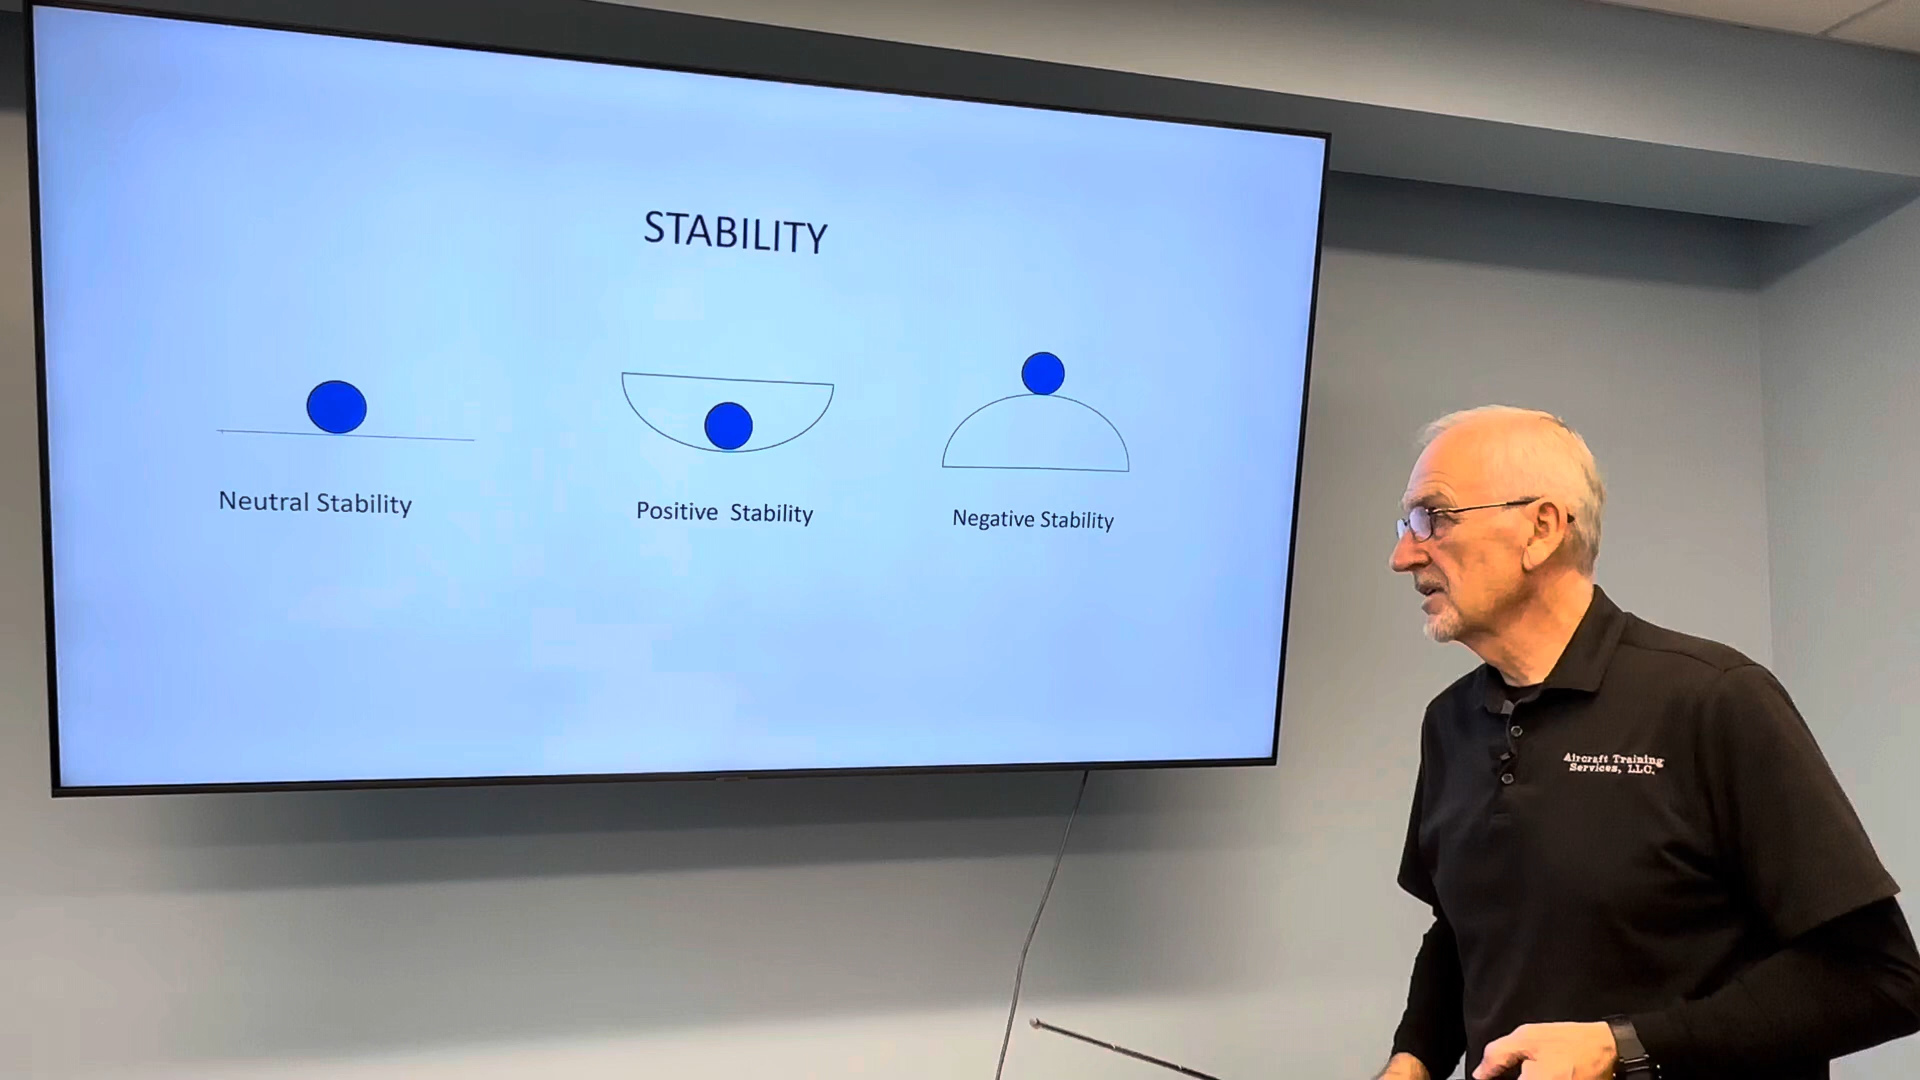 STABILITY
Neutral Stability
Positive Stability
Negative Stability
Aircraft Training
Services, LLC.